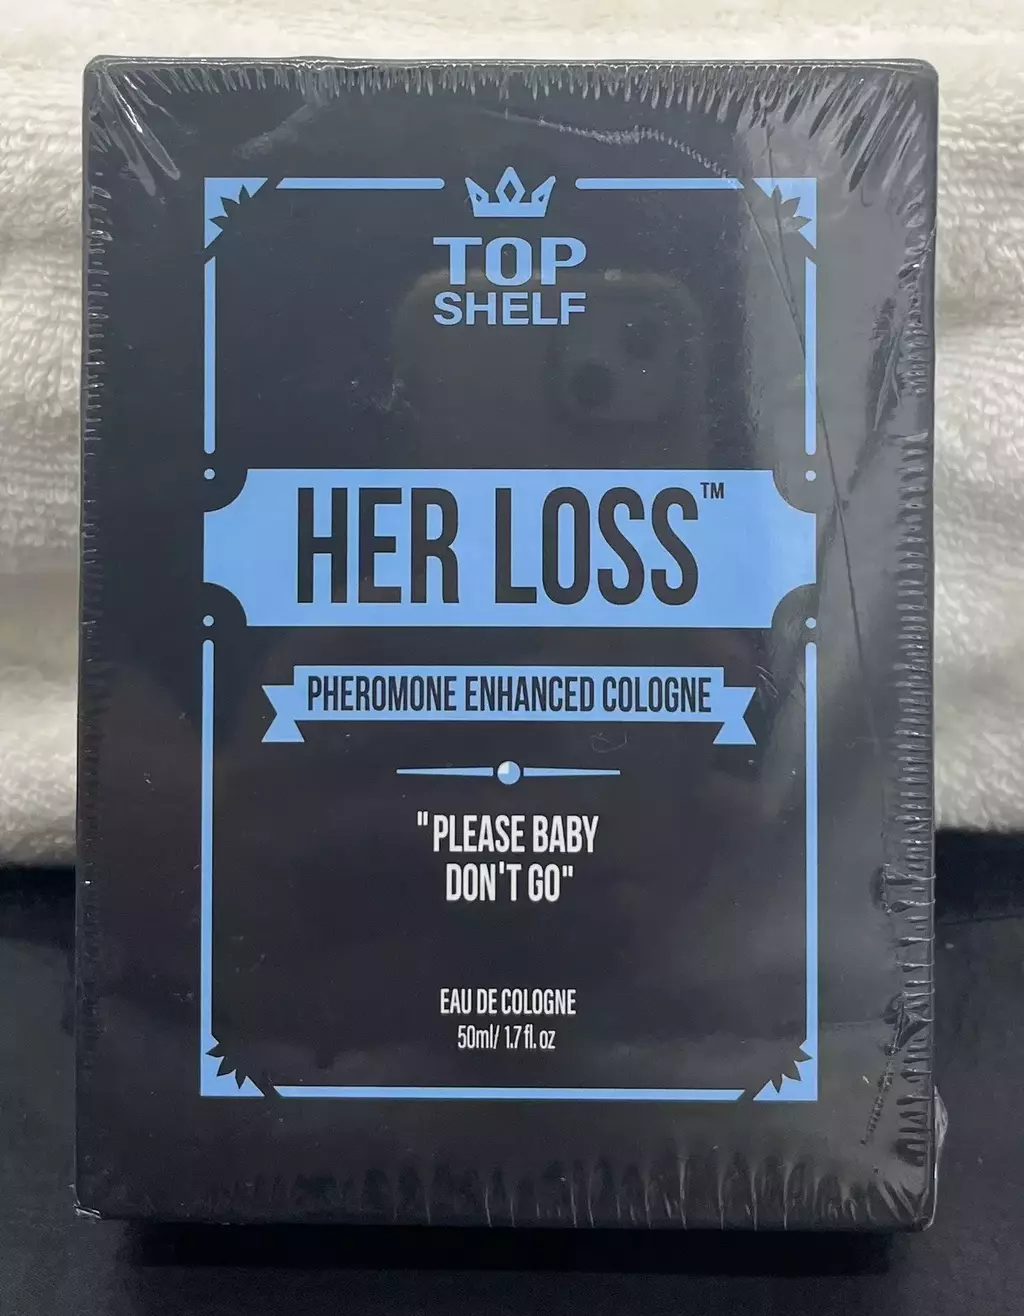 TOP
SHELF
HER LOSS™
PHEROMONE ENHANCED COLOGNE
"PLEASE BABY
DON'T GO"
EAU DE COLOGNE
50ml/ 1.7 fl. oz